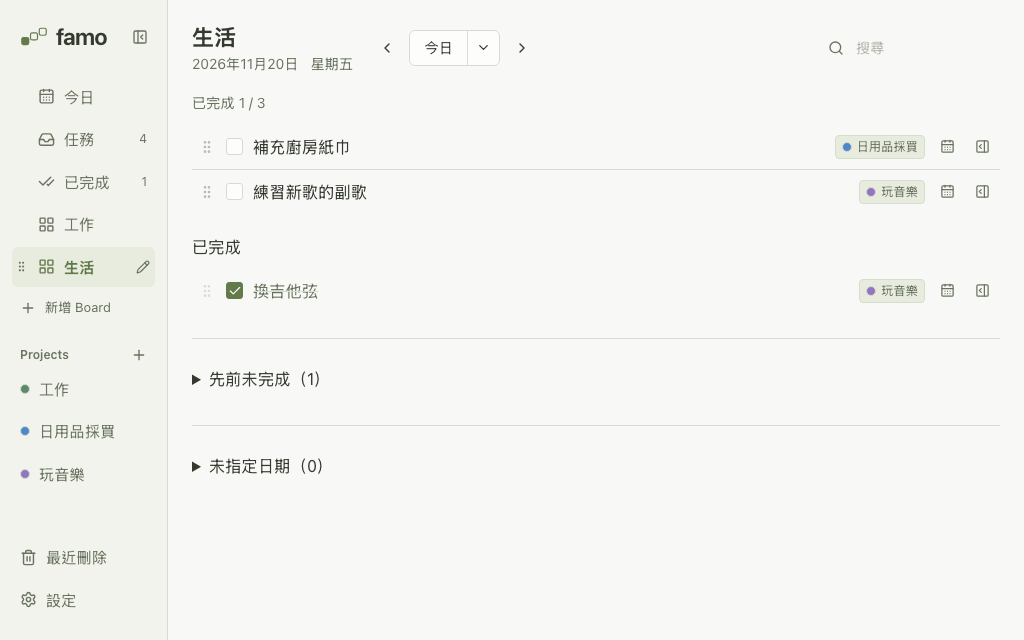 famo
今日
任務 4
已完成 1
工作
生活
新增 Board
Projects
工作
日用品採買
玩音樂
最近刪除
設定
生活
2026年11月20日 星期五
今日
搜尋
已完成 1 / 3
補充廚房紙巾 日用品採買
練習新歌的副歌 玩音樂
已完成
換吉他弦 玩音樂
先前未完成（1）
未指定日期（0）